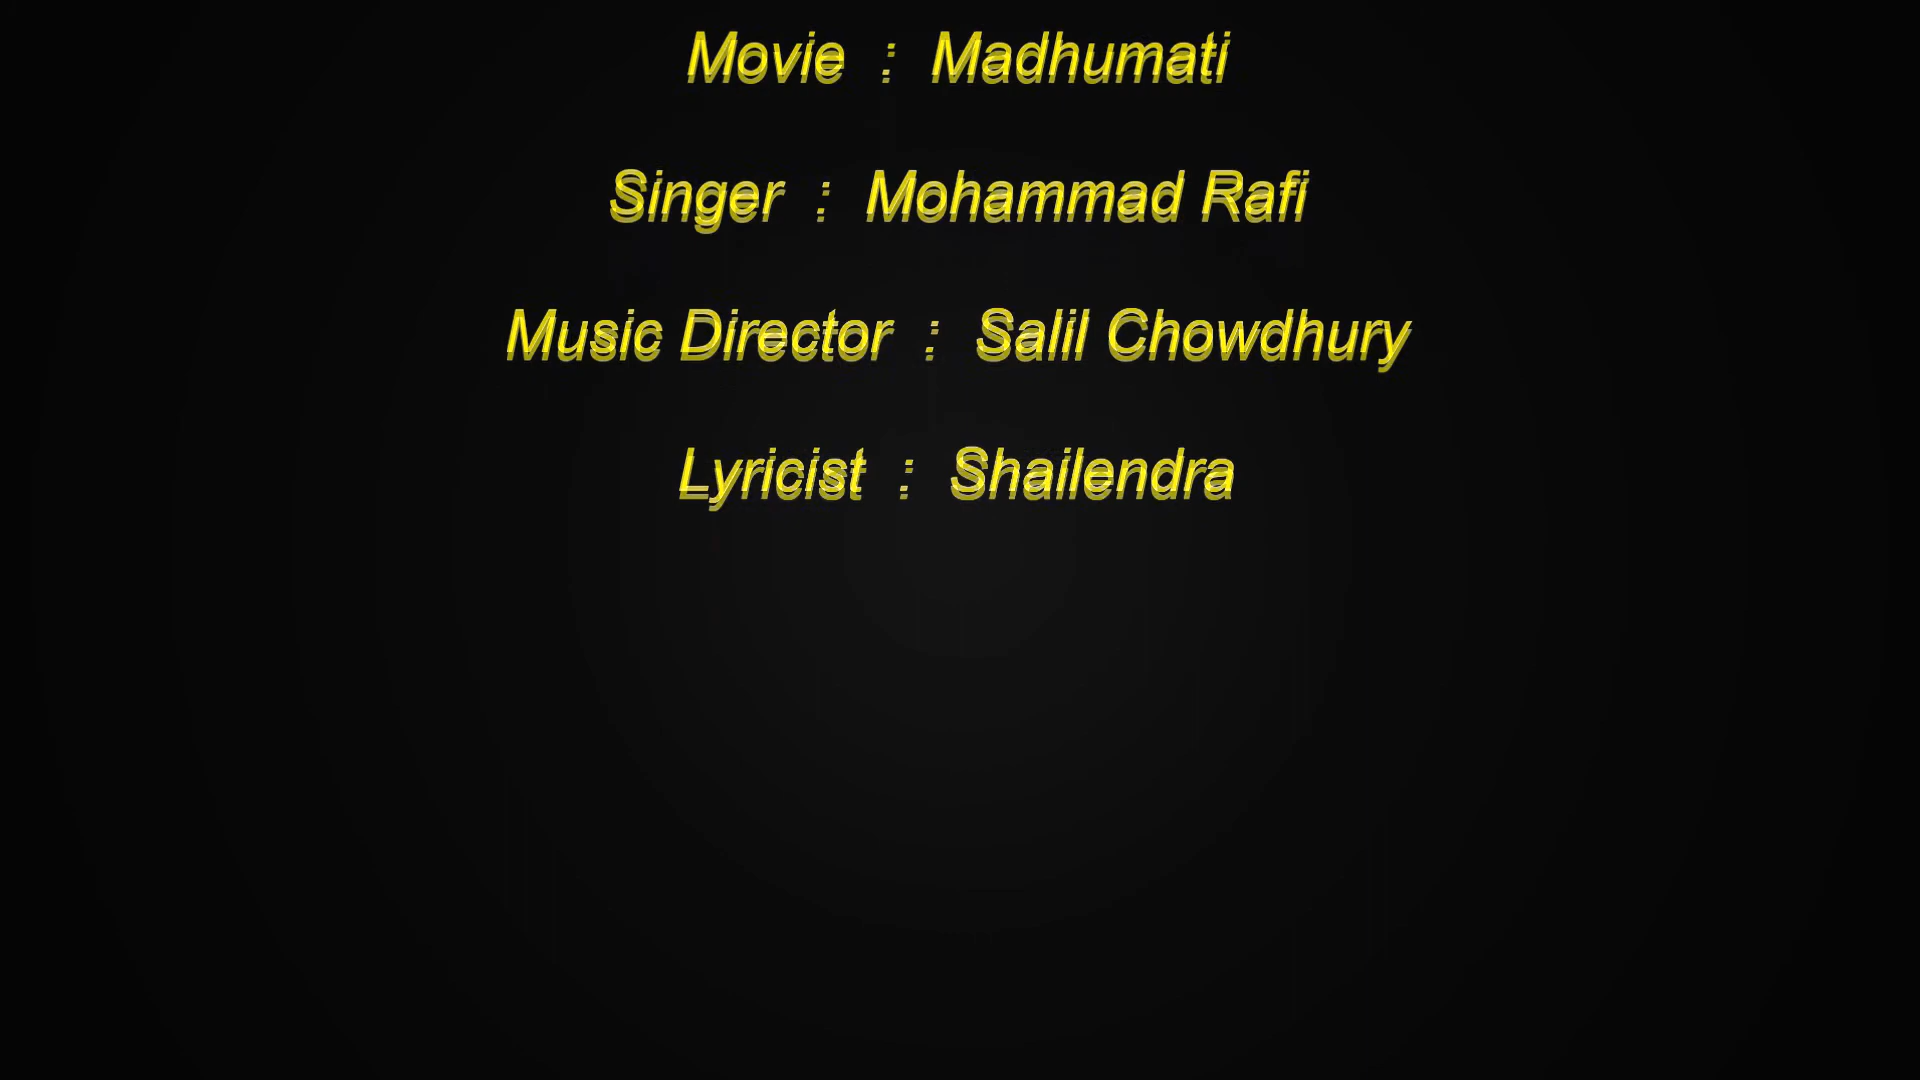 Movie : Madhumati
Singer : Mohammad Rafi
Music Director : Salil Chowdhury
Lyricist : Shailendra